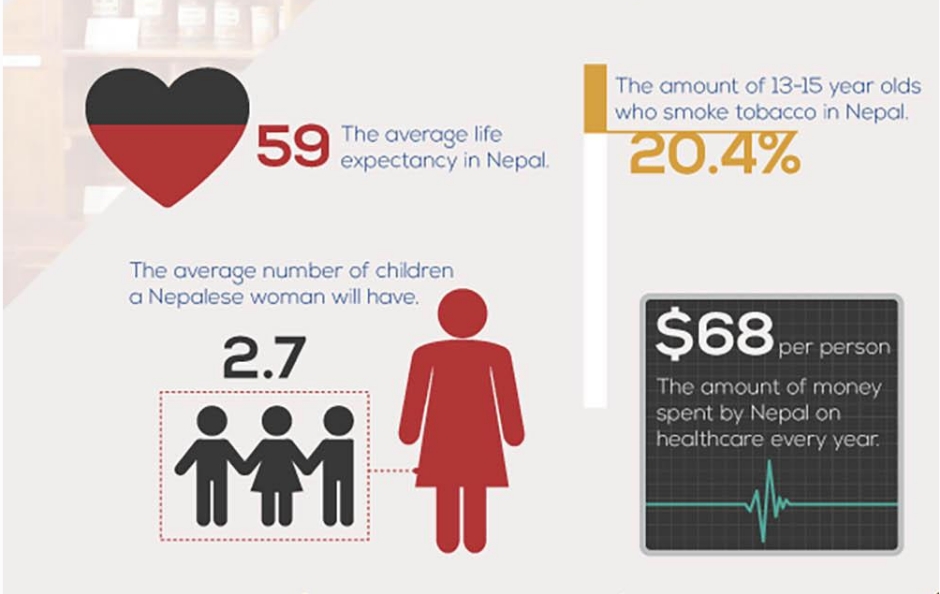 59
The average life
expectancy in Nepal.
The amount of 13-15 year olds
who smoke tobacco in Nepal.
20.4%
The average number of children
a Nepalese woman will have.
2.7
$68 per person
The amount of money
spent by Nepal on
healthcare every year.